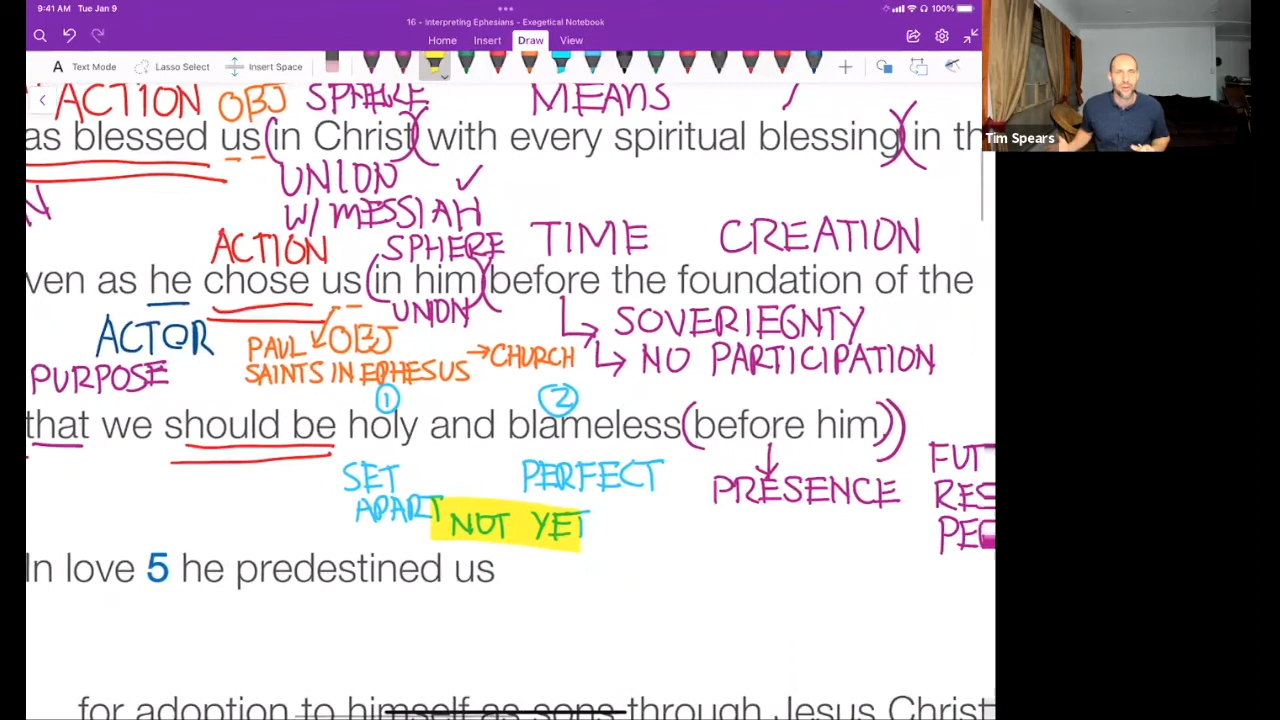 9:41 AM Tue Jan 9
100%
16 - Interpreting Ephesians - Exegetical Notebook
Home Insert Draw View
Text Mode Lasso Select Insert Space
ACTION OBJ SPHERE MEANS
as blessed us (in Christ)(with every spiritual blessing)(in th
Tim Spears
UNION
W/ MESSIAH
ACTION SPHERE TIME CREATION
ven as he chose us (in him)(before the foundation of the
UNION
SOVERIEGNTY
ACTOR PAUL OBJ
SAINTS IN EPHESUS → CHURCH NO PARTICIPATION
PURPOSE
1 2
that we should be holy and blameless (before him))
SET APART PERFECT PRESENCE FUT
RES
NOT YET
In love 5 he predestined us
for adoption to himself as sons through Jesus Christ